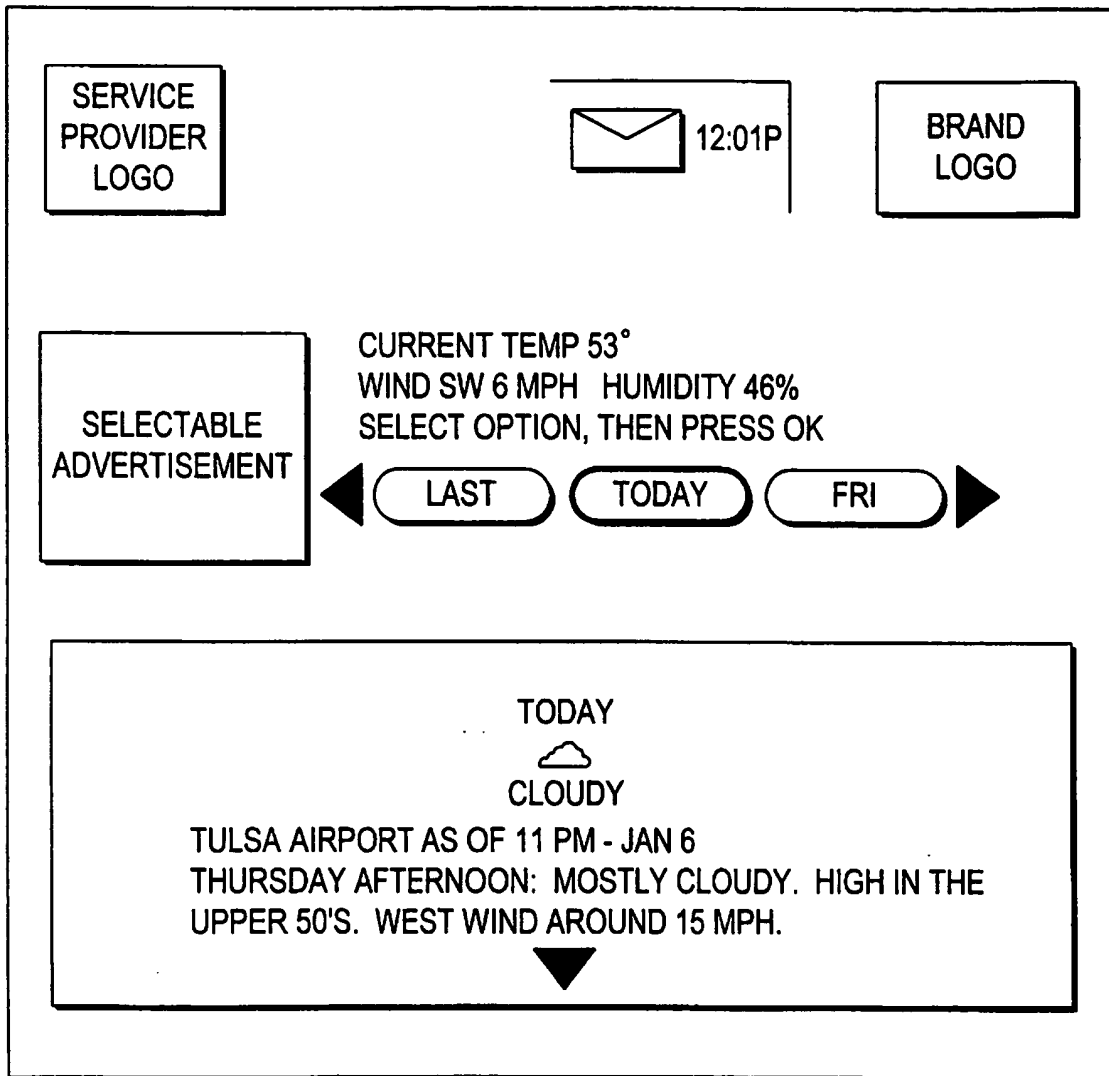 SERVICE
PROVIDER
LOGO
12:01P
BRAND
LOGO
SELECTABLE
ADVERTISEMENT
CURRENT TEMP 53°
WIND SW 6 MPH HUMIDITY 46%
SELECT OPTION, THEN PRESS OK
LAST TODAY FRI
TODAY
CLOUDY
TULSA AIRPORT AS OF 11 PM - JAN 6
THURSDAY AFTERNOON: MOSTLY CLOUDY. HIGH IN THE
UPPER 50'S. WEST WIND AROUND 15 MPH.